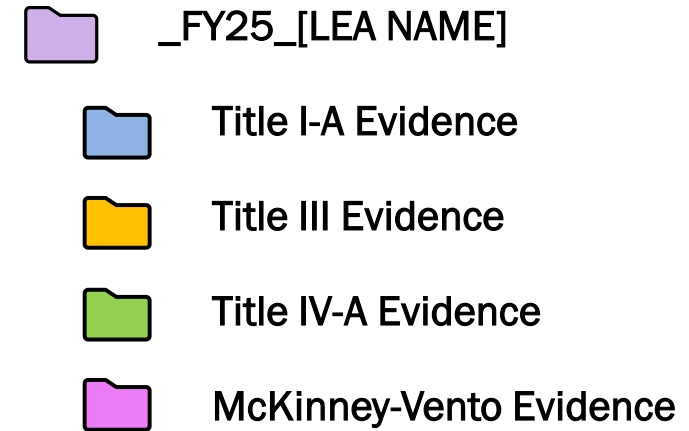 _FY25_[LEA NAME]
Title I-A Evidence
Title III Evidence
Title IV-A Evidence
McKinney-Vento Evidence